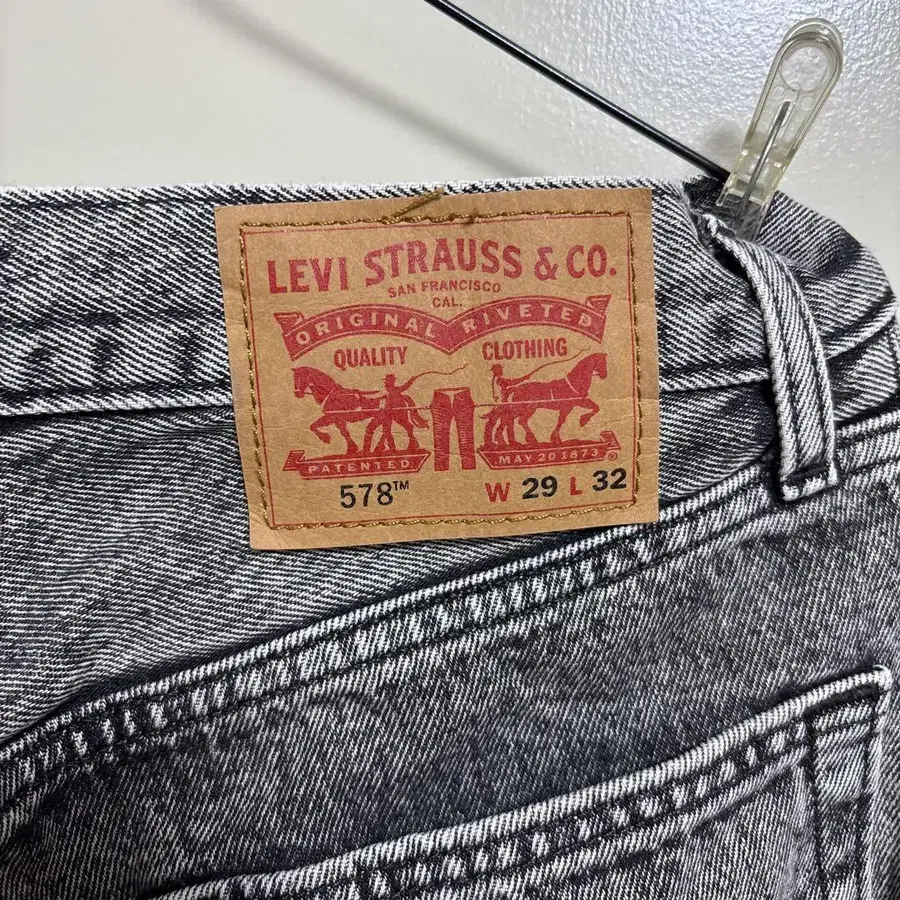 LEVI STRAUSS & CO.
SAN FRANCISCO
CAL.
ORIGINAL RIVETED
QUALITY CLOTHING
PATENTED MAY 20 1873 ®
578™ W 29 L 32